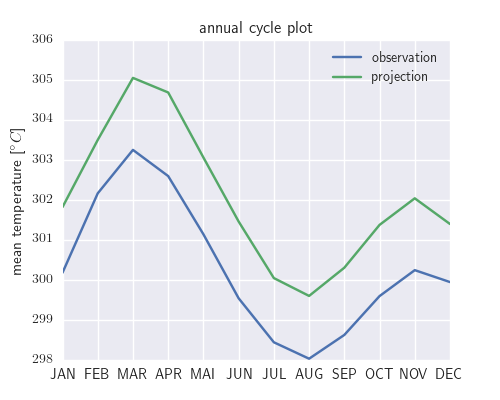 annual cycle plot
observation
projection
mean temperature [°C]
306
305
304
303
302
301
300
299
298
JAN FEB MAR APR MAI JUN JUL AUG SEP OCT NOV DEC